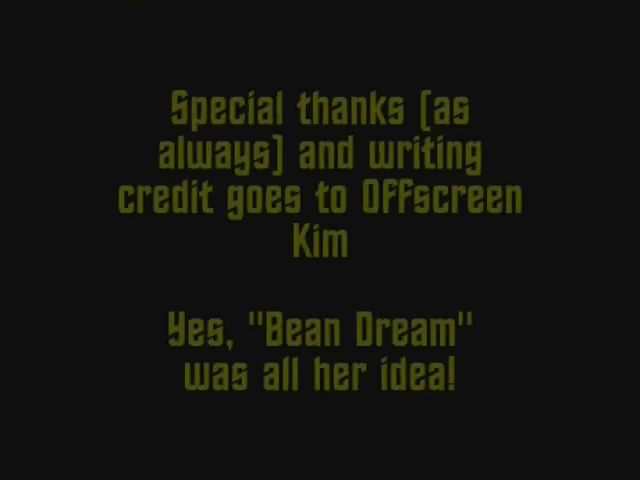 Special thanks (as
always) and writing
credit goes to Offscreen
Kim
Yes, "Bean Dream"
was all her idea!